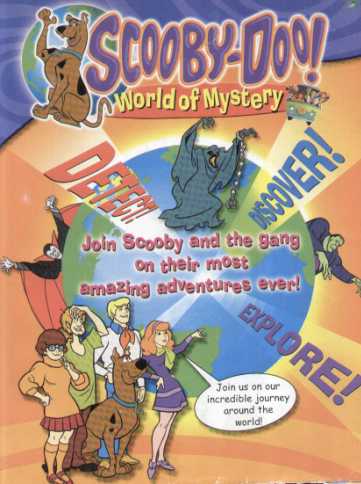 SCOOBY-DOO!
World of Mystery
DETECT!
DISCOVER!
Join Scooby and the gang
on their most
amazing adventures ever!
EXPLORE!
Join us on our
incredible journey
around the
world!